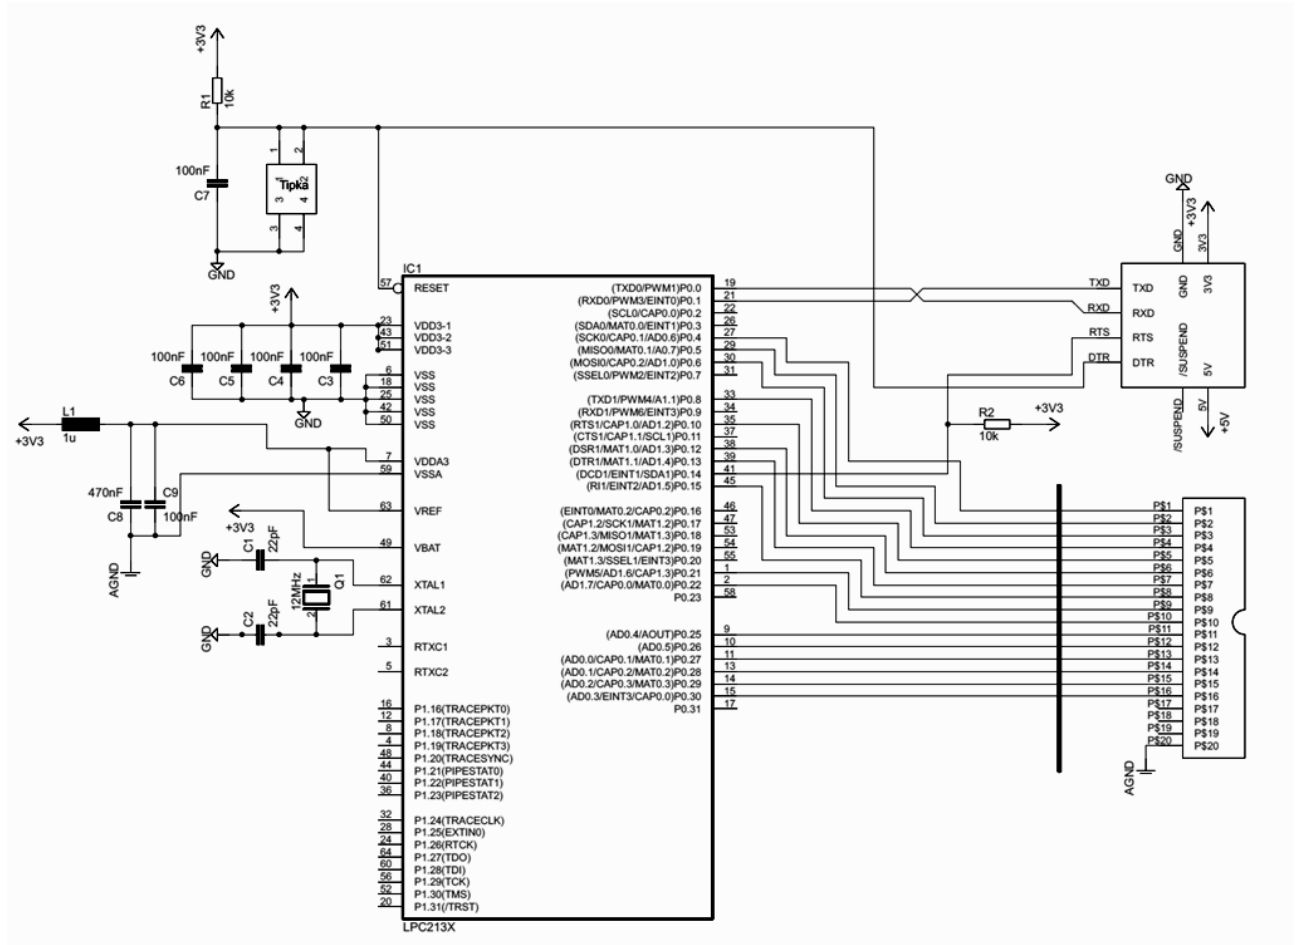 +3V3
R1
10k
100nF
C7
1
2
Tipka
1
2
3
4
3
4
GND
IC1
57
RESET
+3V3
23
VDD3-1
43
VDD3-2
51
VDD3-3
100nF
C6
100nF
C5
100nF
C4
100nF
C3
6
VSS
18
VSS
25
VSS
42
VSS
50
VSS
GND
L1
1u
+3V3
7
VDDA3
59
VSSA
470nF
C8
C9
100nF
63
VREF
+3V3
49
VBAT
AGND
GND
C1
22pF
62
XTAL1
12MHz
1
2
Q1
61
XTAL2
GND
C2
22pF
3
RTXC1
5
RTXC2
16
P1.16(TRACEPKT0)
12
P1.17(TRACEPKT1)
8
P1.18(TRACEPKT2)
4
P1.19(TRACEPKT3)
48
P1.20(TRACESYNC)
44
P1.21(PIPESTAT0)
40
P1.22(PIPESTAT1)
36
P1.23(PIPESTAT2)
32
P1.24(TRACECLK)
28
P1.25(EXTIN0)
24
P1.26(RTCK)
64
P1.27(TDO)
60
P1.28(TDI)
56
P1.29(TCK)
52
P1.30(TMS)
20
P1.31(/TRST)
LPC213X
(TXD0/PWM1)P0.0 19
(RXD0/PWM3/EINT0)P0.1 21
(SCL0/CAP0.0)P0.2 22
(SDA0/MAT0.0/EINT1)P0.3 26
(SCK0/CAP0.1/AD0.6)P0.4 27
(MISO0/MAT0.1/A0.7)P0.5 29
(MOSI0/CAP0.2/AD1.0)P0.6 30
(SSEL0/PWM2/EINT2)P0.7 31
(TXD1/PWM4/A1.1)P0.8 33
(RXD1/PWM6/EINT3)P0.9 34
(RTS1/CAP1.0/AD1.2)P0.10 35
(CTS1/CAP1.1/SCL1)P0.11 37
(DSR1/MAT1.0/AD1.3)P0.12 38
(DTR1/MAT1.1/AD1.4)P0.13 39
(DCD1/EINT1/SDA1)P0.14 41
(RI1/EINT2/AD1.5)P0.15 45
(EINT0/MAT0.2/CAP0.2)P0.16 46
(CAP1.2/SCK1/MAT1.2)P0.17 47
(CAP1.3/MISO1/MAT1.3)P0.18 53
(MAT1.2/MOSI1/CAP1.2)P0.19 54
(MAT1.3/SSEL1/EINT3)P0.20 55
(PWM5/AD1.6/CAP1.3)P0.21 1
(AD1.7/CAP0.0/MAT0.0)P0.22 2
P0.23 58
(AD0.4/AOUT)P0.25 9
(AD0.5)P0.26 10
(AD0.0/CAP0.1/MAT0.1)P0.27 11
(AD0.1/CAP0.2/MAT0.2)P0.28 13
(AD0.2/CAP0.3/MAT0.3)P0.29 14
(AD0.3/EINT3/CAP0.0)P0.30 15
P0.31 17
GND
+3V3
GND
3V3
TXD
TXD
GND
3V3
RXD
RXD
RTS
RTS
DTR
DTR
/SUSPEND
5V
/SUSPEND
5V
+5V
R2
10k
+3V3
P$1 P$1
P$2 P$2
P$3 P$3
P$4 P$4
P$5 P$5
P$6 P$6
P$7 P$7
P$8 P$8
P$9 P$9
P$10 P$10
P$11 P$11
P$12 P$12
P$13 P$13
P$14 P$14
P$15 P$15
P$16 P$16
P$17 P$17
P$18 P$18
P$19 P$19
P$20 P$20
AGND